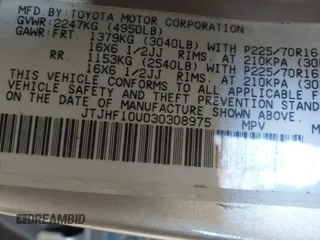 MFD BY:TOYOTA MOTOR CORPORATION
GVWR:2247KG (4950LB)
GAWR:FRT. 1379KG (3040LB) WITH P225/70R16
16X6 1/2JJ RIMS. AT 210KPA (30
RR. 1153KG (2540LB) WITH P225/70R16
16X6 1/2JJ RIMS. AT 210KPA (30
THIS VEHICLE CONFORMS TO ALL APPLICABLE F
SAFETY AND THEFT PREVENTION STAND
ON THE DATE OF MANUFACTURE SHOWN AB
JTJHF10U030308975 MPV
DREAMBID